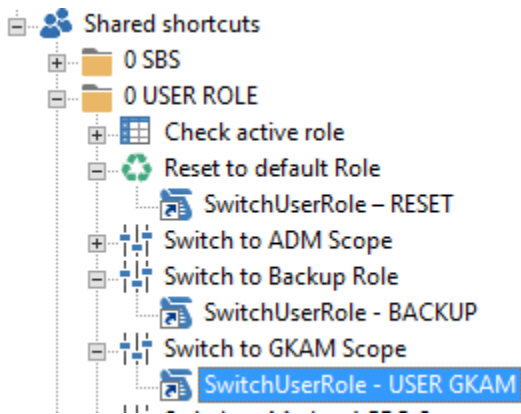 Shared shortcuts
0 SBS
0 USER ROLE
Check active role
Reset to default Role
SwitchUserRole – RESET
Switch to ADM Scope
Switch to Backup Role
SwitchUserRole - BACKUP
Switch to GKAM Scope
SwitchUserRole - USER GKAM